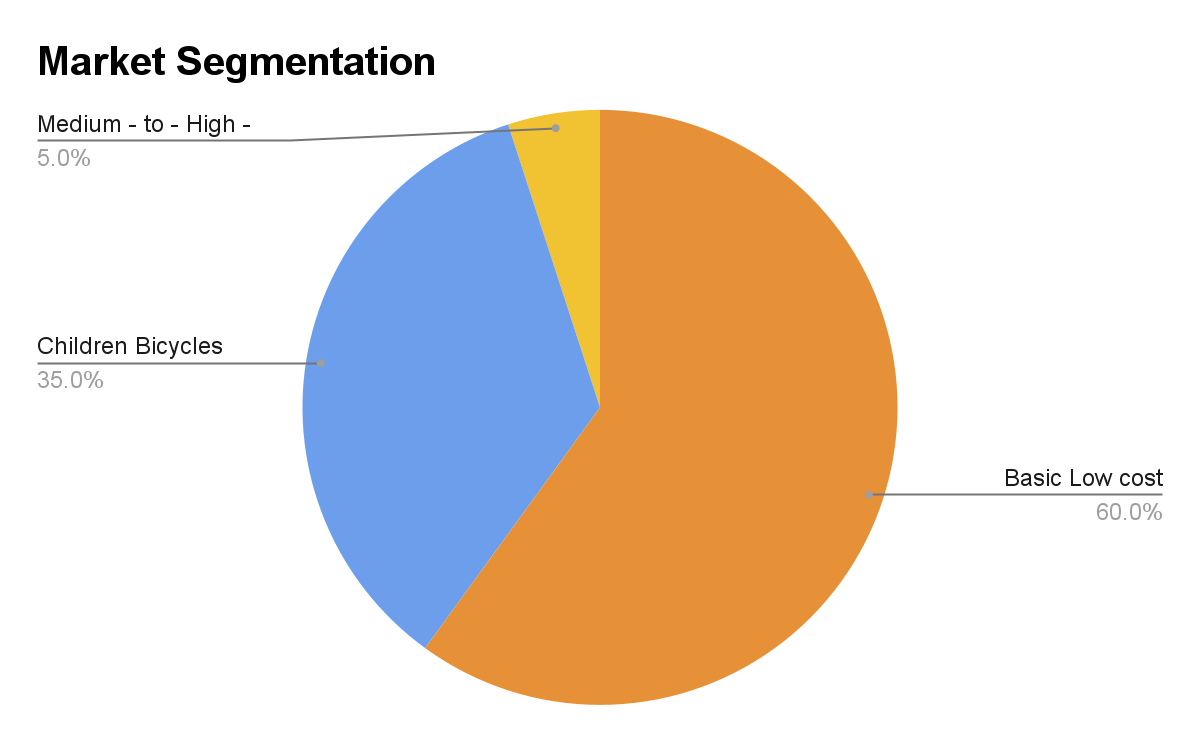 Market Segmentation
Medium - to - High -
5.0%
Children Bicycles
35.0%
Basic Low cost
60.0%